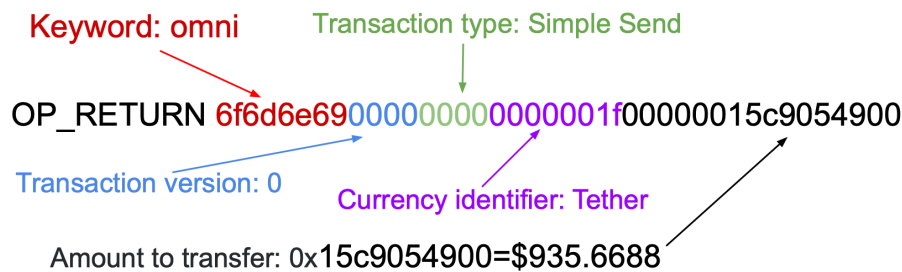 Keyword: omni
Transaction type: Simple Send
OP_RETURN 6f6d6e69000000000000001f00000015c9054900
Transaction version: 0
Currency identifier: Tether
Amount to transfer: 0x15c9054900=$935.6688